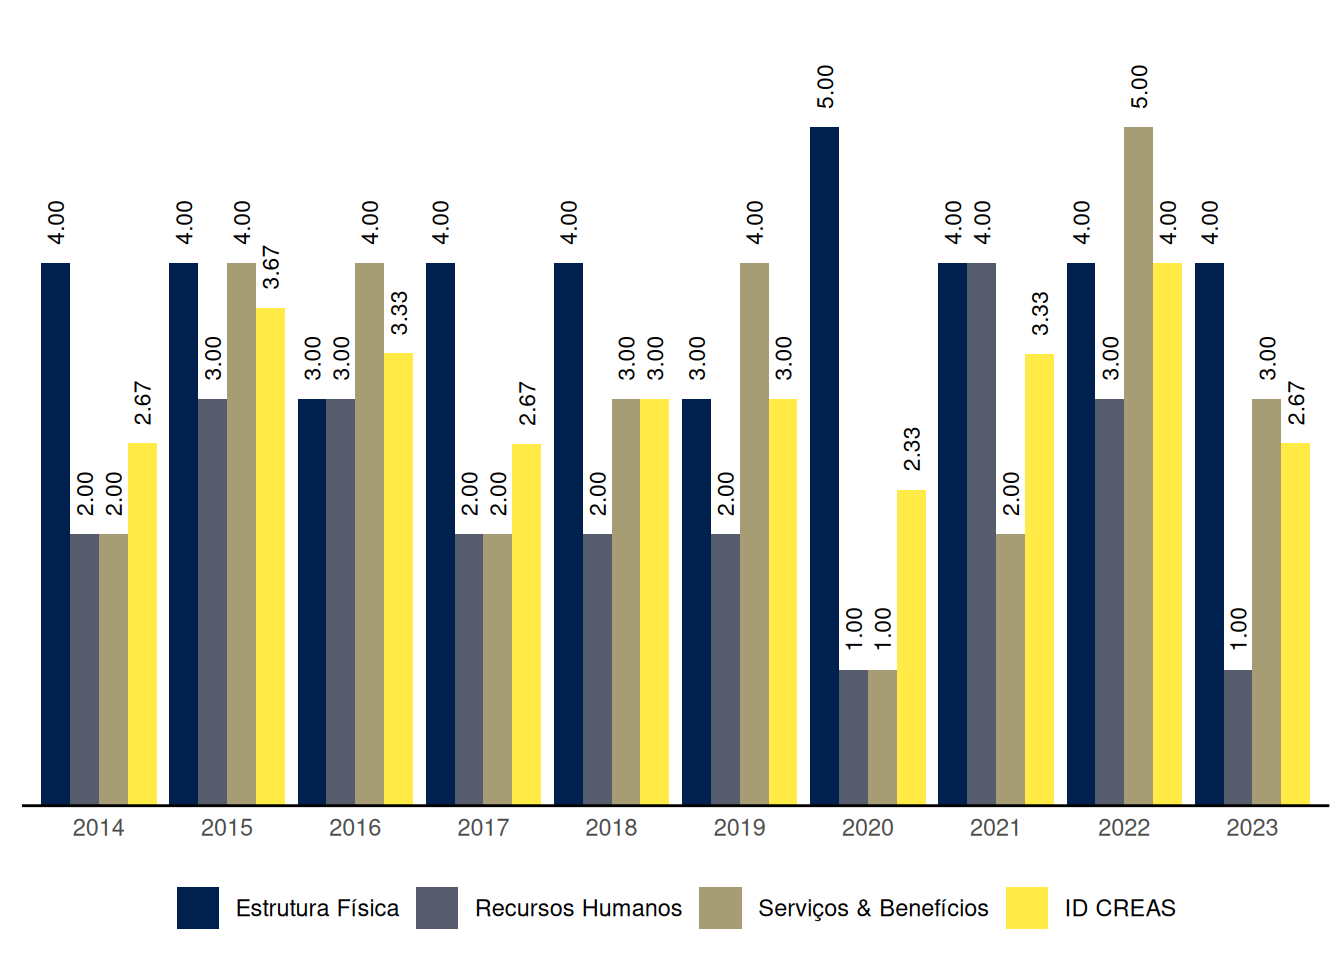 5.00 5.00
4.00 4.00 4.00 4.00 4.00 4.00 4.00 4.00 4.00 4.00 4.00 4.00
3.67
3.33 3.33
3.00 3.00 3.00 3.00 3.00 3.00 3.00 3.00 3.00
2.67 2.67 2.67
2.33
2.00 2.00 2.00 2.00 2.00 2.00 2.00
1.00 1.00 1.00
2014 2015 2016 2017 2018 2019 2020 2021 2022 2023
Estrutura Física Recursos Humanos Serviços & Benefícios ID CREAS